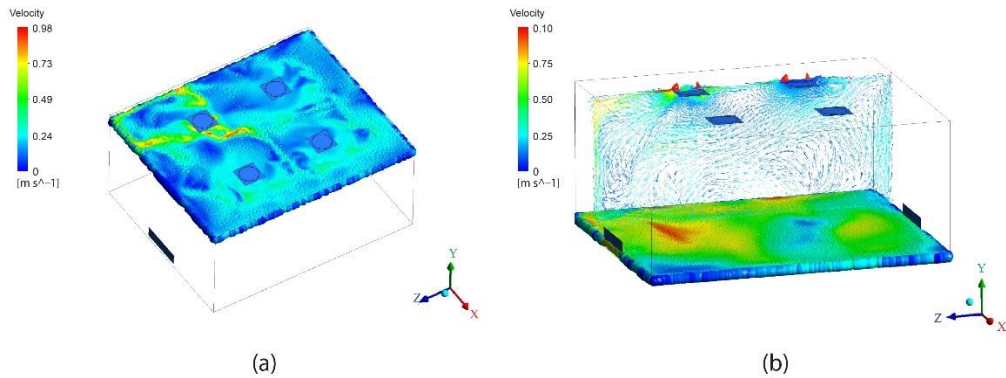 Velocity
0.98
0.73
0.49
0.24
0
[m s^-1]
Y
Z
X
(a)
Velocity
0.10
0.75
0.50
0.25
0
[m s^-1]
Y
Z
X
(b)